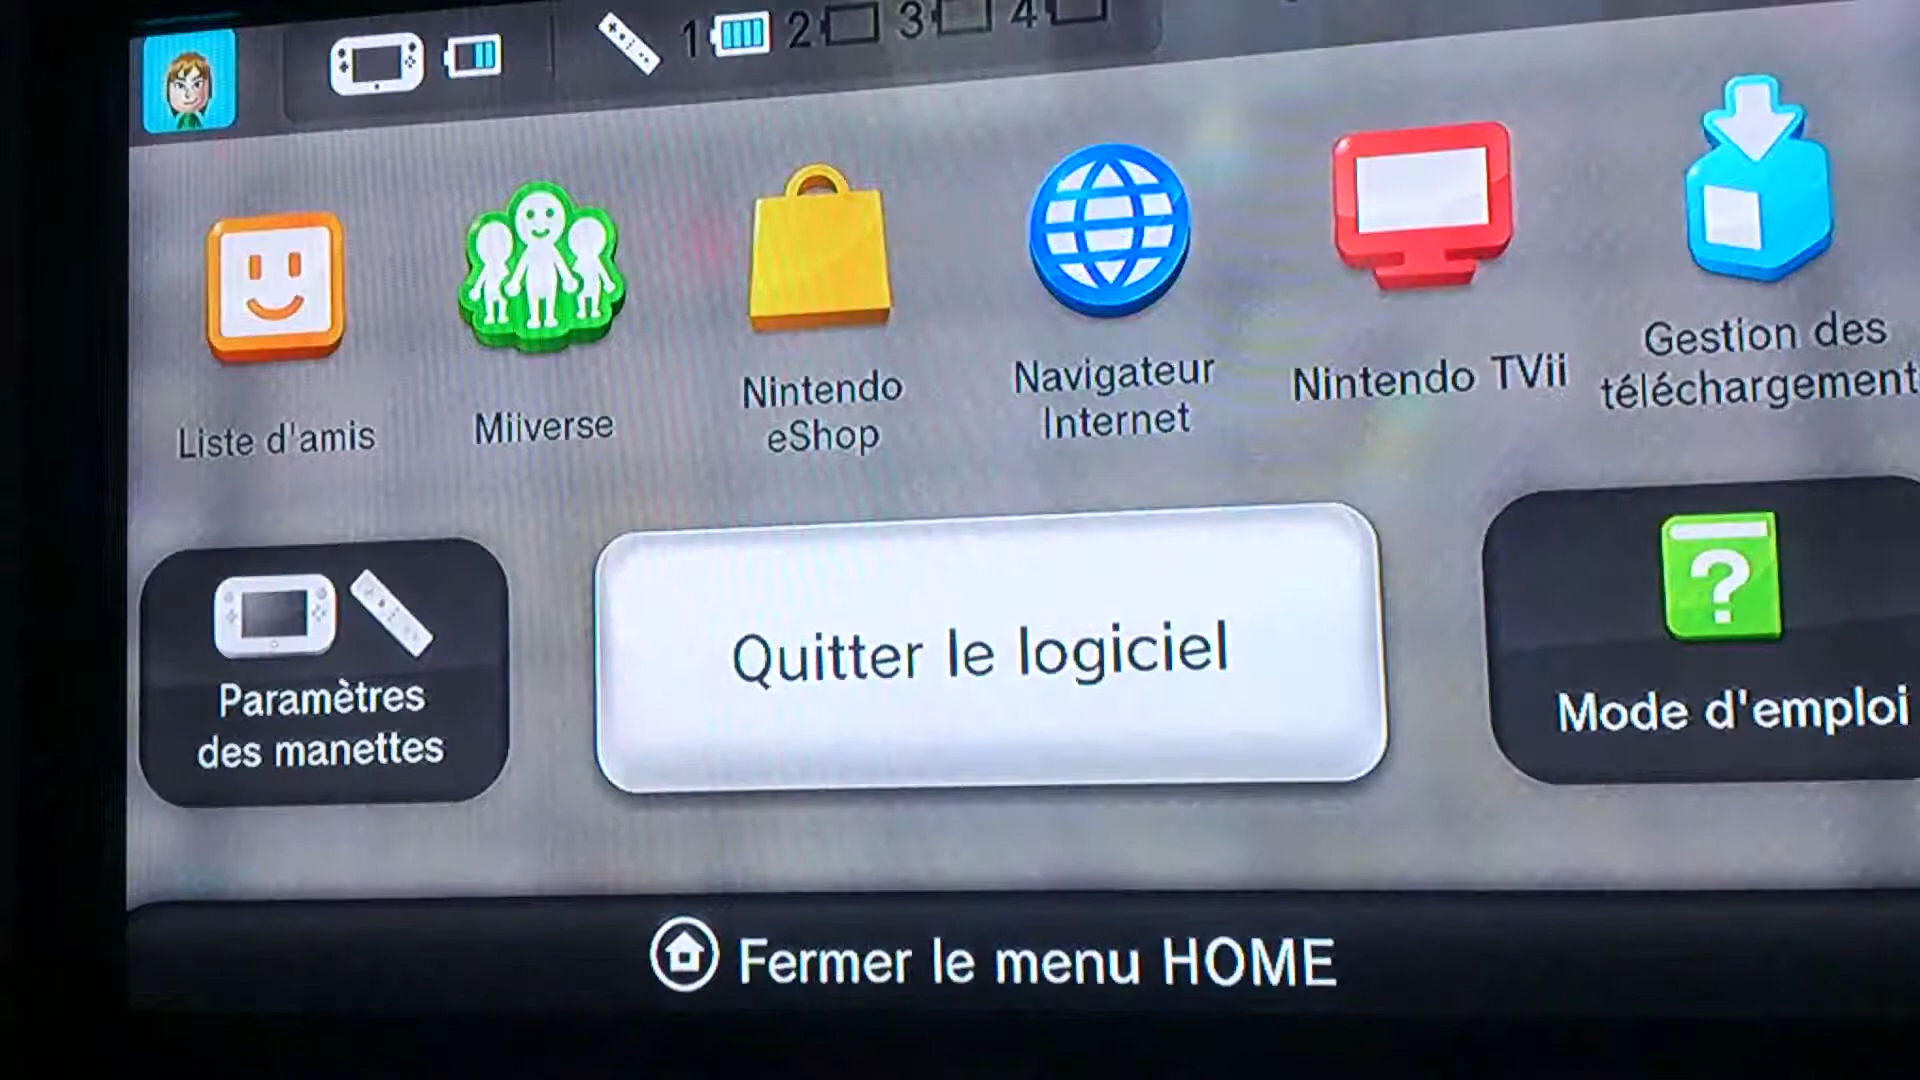 1 2 3 4
Liste d'amis
Miiverse
Nintendo
eShop
Navigateur
Internet
Nintendo TVii
Gestion des
téléchargement
Paramètres
des manettes
Quitter le logiciel
?
Mode d'emploi
Fermer le menu HOME